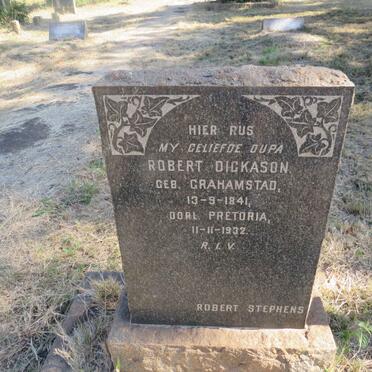 HIER RUS
MY GELIEFDE OUPA
ROBERT DICKASON
GEB. GRAHAMSTAD,
13-9-1841,
OORL. PRETORIA,
11-11-1932.
R.I.V.
ROBERT STEPHENS